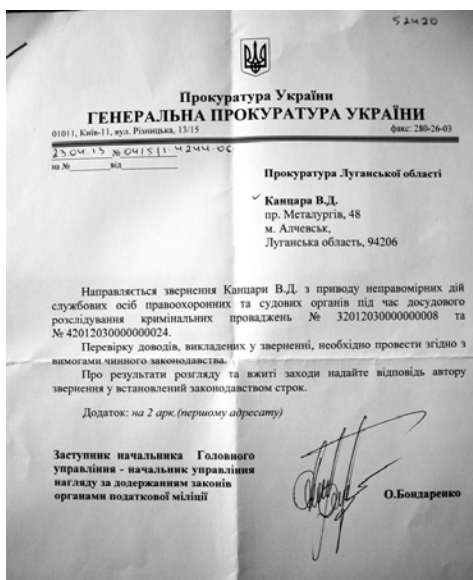 52420
Прокуратура України
ГЕНЕРАЛЬНА ПРОКУРАТУРА УКРАЇНИ
01011, Київ-11, вул. Різницька, 13/15 факс: 280-26-03
23.04.13 № 04/5/1-4244-06
на № від
Прокуратура Луганської області
Канцара В.Д.
пр. Металургів, 48
м. Алчевськ,
Луганська область, 94206
Направляється звернення Канцари В.Д. з приводу неправомірних дій
службових осіб правоохоронних та судових органів під час досудового
розслідування кримінальних проваджень № 32012030000000008 та
№ 42012030000000024.
Перевірку доводів, викладених у зверненні, необхідно провести згідно з
вимогами чинного законодавства.
Про результати розгляду та вжиті заходи надайте відповідь автору
звернення у встановлений законодавством строк.
Додаток: на 2 арк.(першому адресату)
Заступник начальника Головного
управління - начальник управління
нагляду за додержанням законів
органами податкової міліції О.Бондаренко